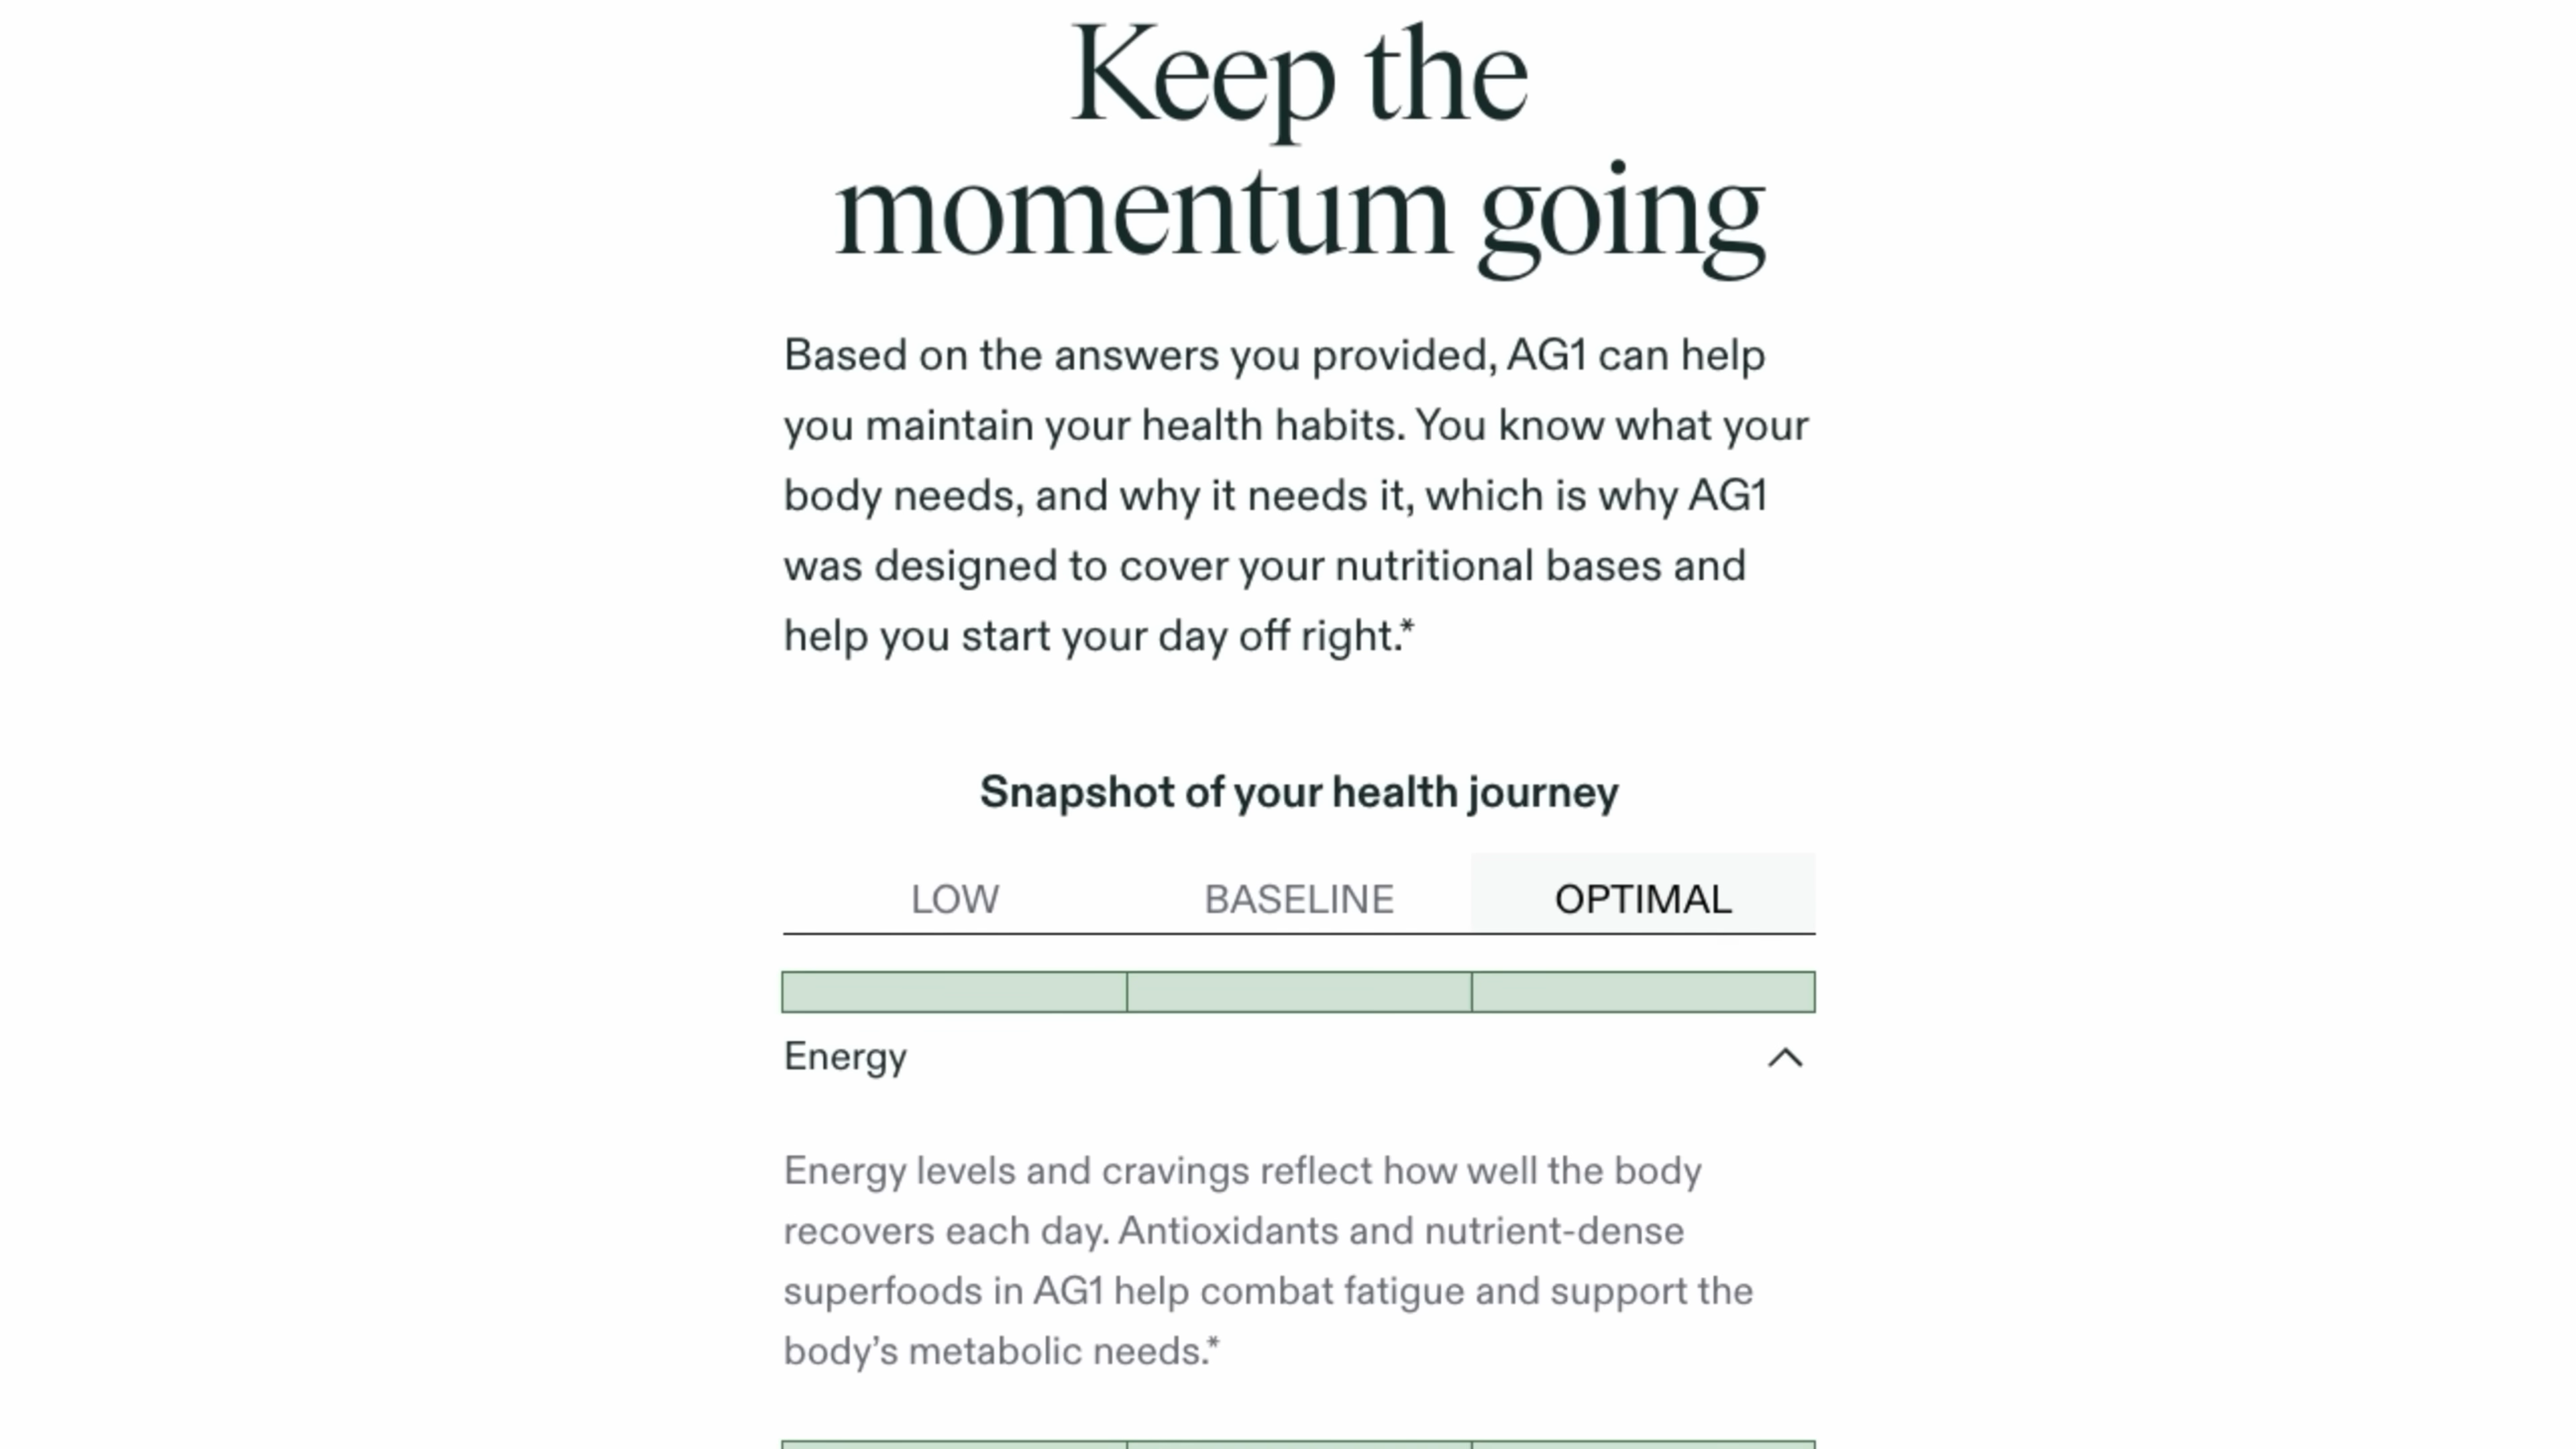 Keep the
momentum going
Based on the answers you provided, AG1 can help
you maintain your health habits. You know what your
body needs, and why it needs it, which is why AG1
was designed to cover your nutritional bases and
help you start your day off right.*
Snapshot of your health journey
LOW BASELINE OPTIMAL
Energy
Energy levels and cravings reflect how well the body
recovers each day. Antioxidants and nutrient-dense
superfoods in AG1 help combat fatigue and support the
body’s metabolic needs.*